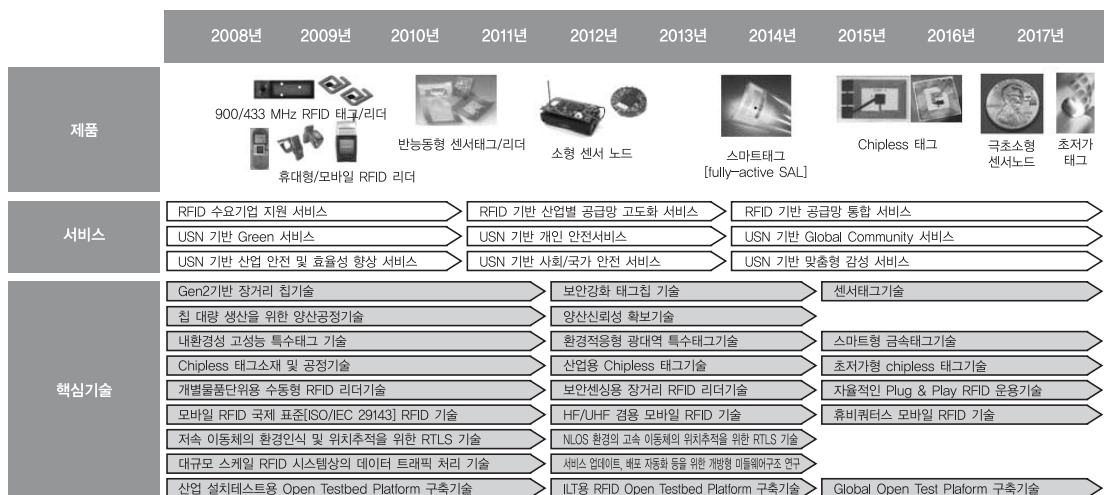 2008년 2009년 2010년 2011년 2012년 2013년 2014년 2015년 2016년 2017년
제품
900/433 MHz RFID 태그/리더
휴대형/모바일 RFID 리더
반능동형 센서태그/리더
소형 센서 노드
스마트태그
[fully-active SAL]
Chipless 태그
극초소형
센서노드
초저가
태그
서비스
RFID 수요기업 지원 서비스
RFID 기반 산업별 공급망 고도화 서비스
RFID 기반 공급망 통합 서비스
USN 기반 Green 서비스
USN 기반 개인 안전서비스
USN 기반 Global Community 서비스
USN 기반 산업 안전 및 효율성 향상 서비스
USN 기반 사회/국가 안전 서비스
USN 기반 맞춤형 감성 서비스
핵심기술
Gen2기반 장거리 칩기술
보안강화 태그칩 기술
센서태그기술
칩 대량 생산을 위한 양산공정기술
양산신뢰성 확보기술
내환경성 고성능 특수태그 기술
환경적응형 광대역 특수태그기술
스마트형 금속태그기술
Chipless 태그소재 및 공정기술
산업용 Chipless 태그기술
초저가형 chipless 태그기술
개별물품단위용 수동형 RFID 리더기술
보안센싱용 장거리 RFID 리더기술
자율적인 Plug & Play RFID 운용기술
모바일 RFID 국제 표준[ISO/IEC 29143] RFID 기술
HF/UHF 겸용 모바일 RFID 기술
휴비쿼터스 모바일 RFID 기술
저속 이동체의 환경인식 및 위치추적을 위한 RTLS 기술
NLOS 환경의 고속 이동체의 위치추적을 위한 RTLS 기술
대규모 스케일 RFID 시스템상의 데이터 트래픽 처리 기술
서비스 업데이트, 배포 자동화 등을 위한 개방형 미들웨어구조 연구
산업 설치테스트용 Open Testbed Platform 구축기술
ILT용 RFID Open Testbed Platform 구축기술
Global Open Test Plaform 구축기술